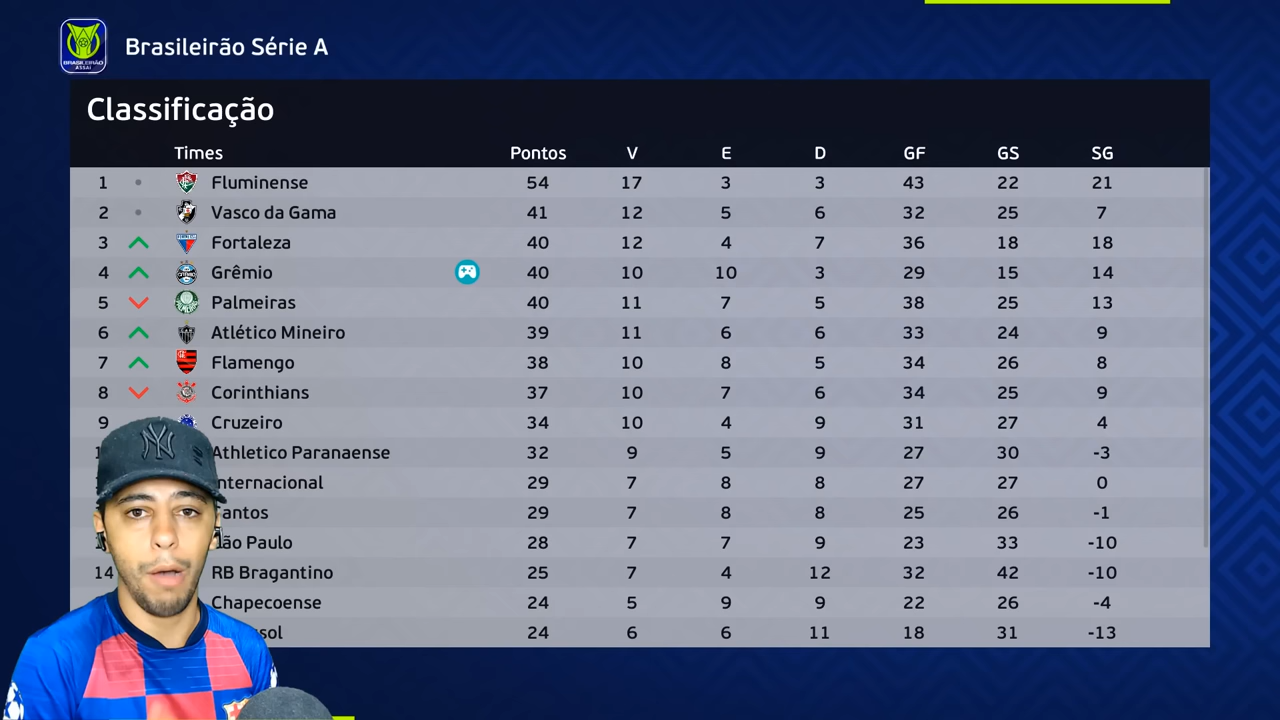 Brasileirão Série A
BRASILEIRÃO
ASSAÍ
Classificação
Times Pontos V E D GF GS SG
1 Fluminense 54 17 3 3 43 22 21
2 Vasco da Gama 41 12 5 6 32 25 7
3 Fortaleza 40 12 4 7 36 18 18
4 Grêmio 40 10 10 3 29 15 14
5 Palmeiras 40 11 7 5 38 25 13
6 Atlético Mineiro 39 11 6 6 33 24 9
7 Flamengo 38 10 8 5 34 26 8
8 Corinthians 37 10 7 6 34 25 9
9 Cruzeiro 34 10 4 9 31 27 4
Athletico Paranaense 32 9 5 9 27 30 -3
nternacional 29 7 8 8 27 27 0
antos 29 7 8 8 25 26 -1
ão Paulo 28 7 7 9 23 33 -10
14 RB Bragantino 25 7 4 12 32 42 -10
Chapecoense 24 5 9 9 22 26 -4
sol 24 6 6 11 18 31 -13
NY